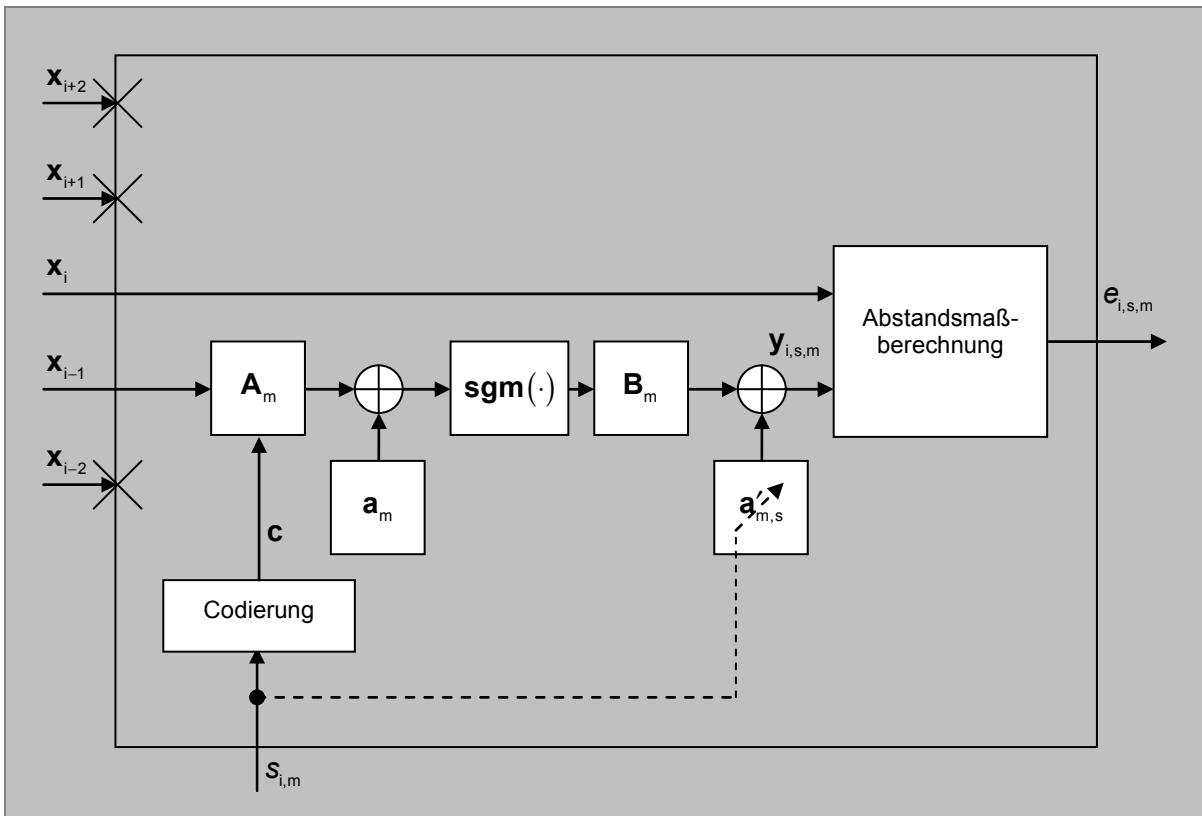 x_{i+2}
x_{i+1}
x_i
Abstandsmaß-
berechnung
e_{i,s,m}
x_{i−1}
A_m
sgm(·)
B_m
y_{i,s,m}
x_{i−2}
a_m
a′_{m,s}
c
Codierung
s_{i,m}